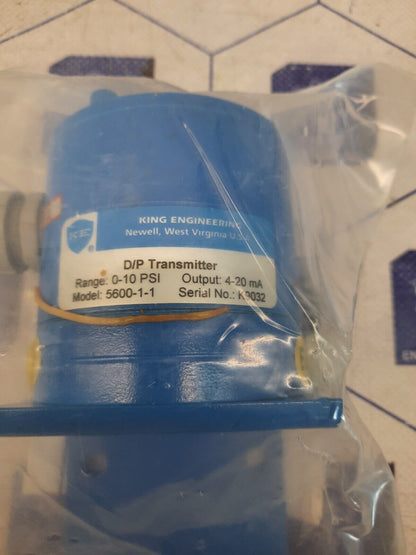 KEC
KING ENGINEERING
Newell, West Virginia U.S.
D/P Transmitter
Range: 0-10 PSI Output: 4-20 mA
Model: 5600-1-1 Serial No.: K9032